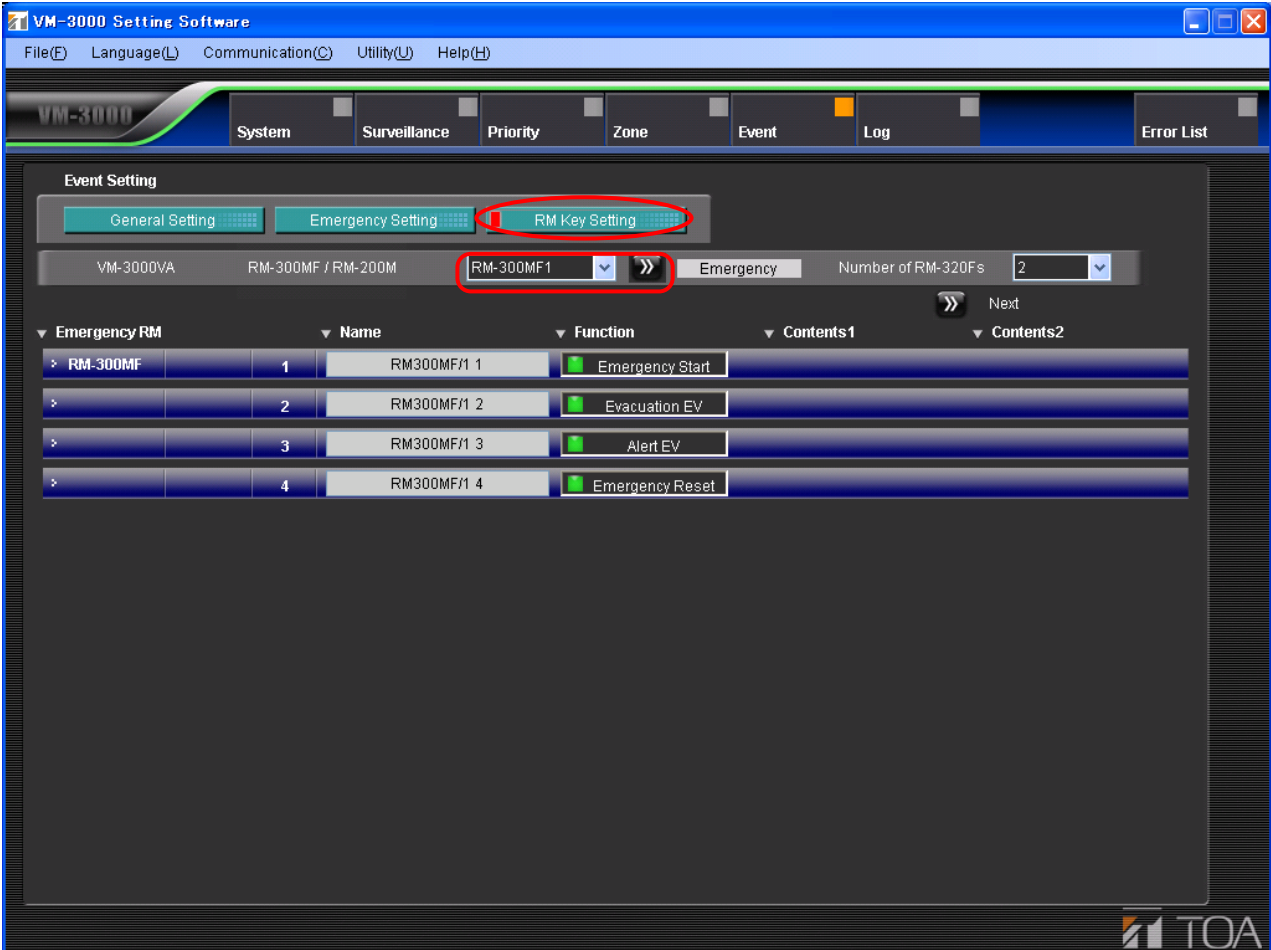 VM-3000 Setting Software
File(F) Language(L) Communication(C) Utility(U) Help(H)
VM-3000 System Surveillance Priority Zone Event Log Error List
Event Setting
General Setting Emergency Setting RM Key Setting
VM-3000VA RM-300MF / RM-200M RM-300MF1 Emergency Number of RM-320Fs 2
Next
Emergency RM Name Function Contents1 Contents2
RM-300MF 1 RM300MF/1 1 Emergency Start
2 RM300MF/1 2 Evacuation EV
3 RM300MF/1 3 Alert EV
4 RM300MF/1 4 Emergency Reset
TOA